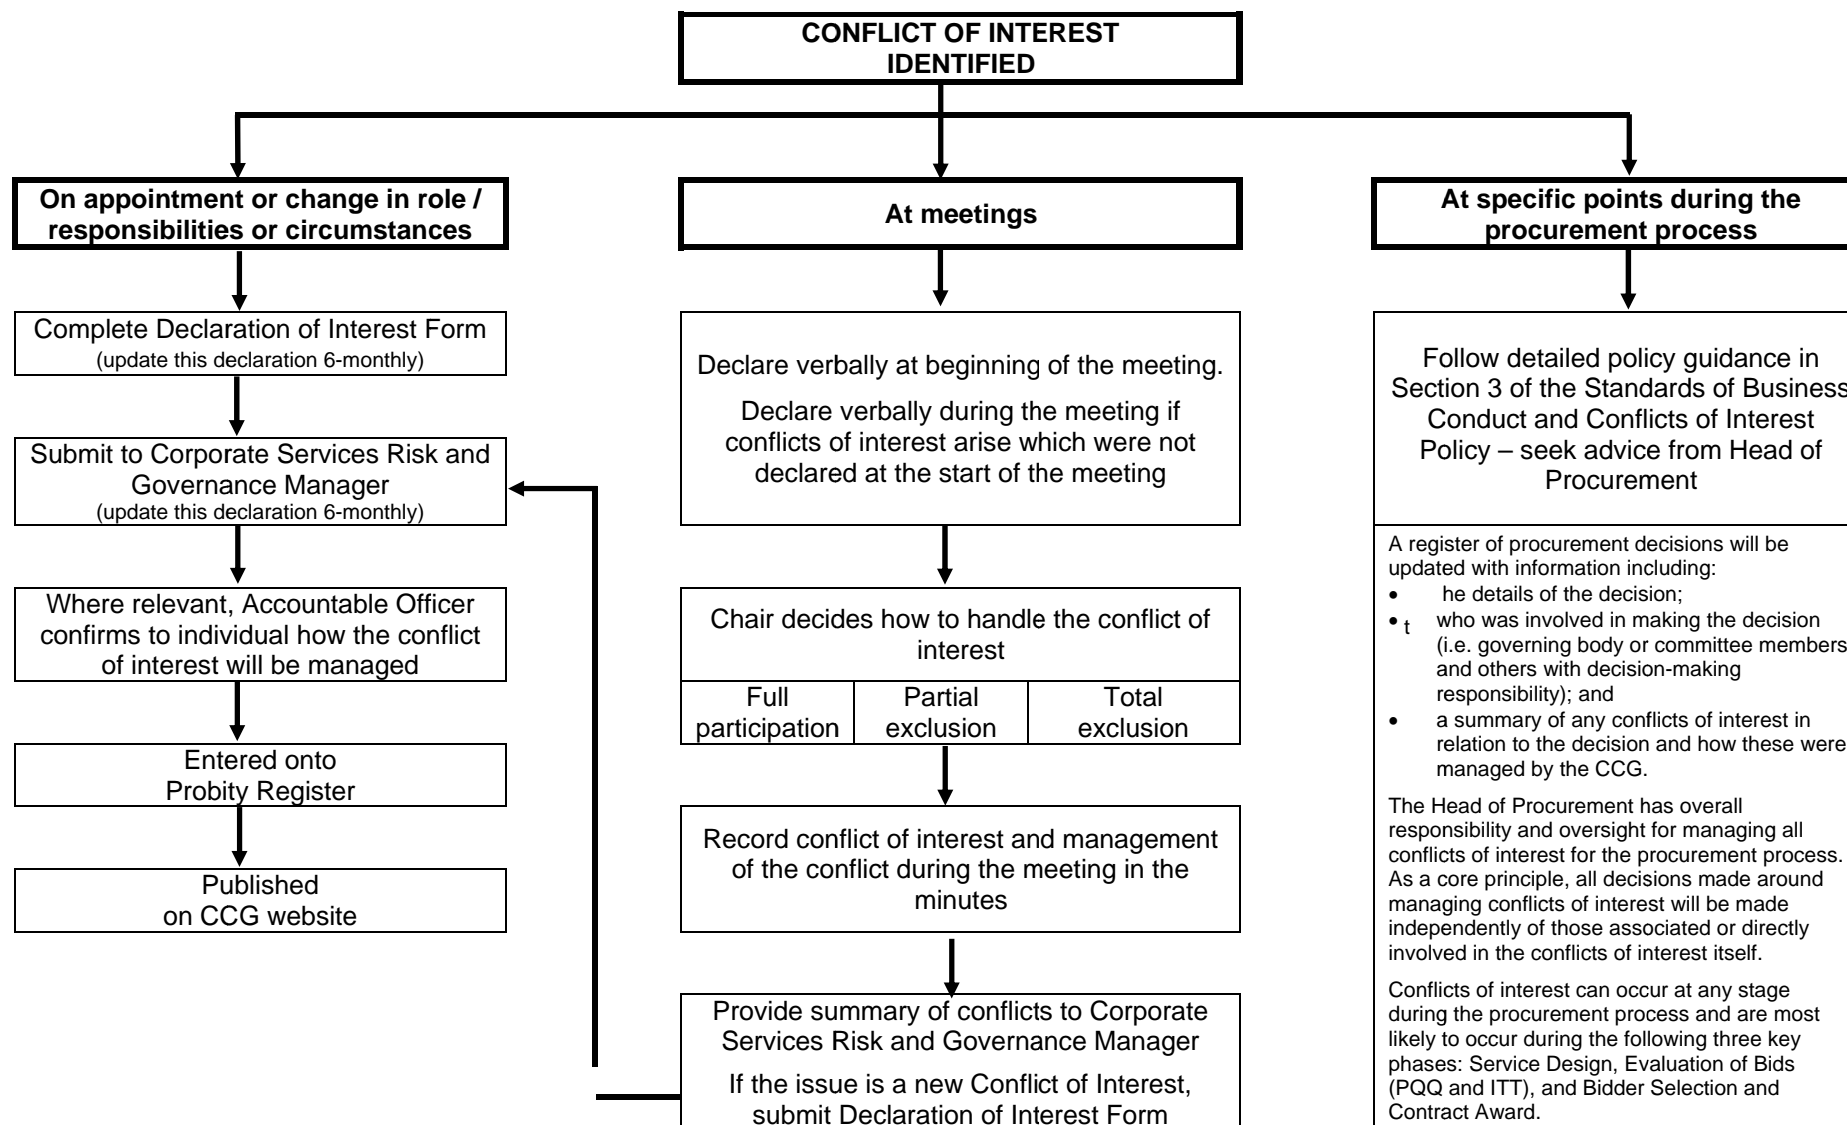 CONFLICT OF INTEREST
IDENTIFIED
On appointment or change in role /
responsibilities or circumstances
Complete Declaration of Interest Form
(update this declaration 6-monthly)
Submit to Corporate Services Risk and
Governance Manager
(update this declaration 6-monthly)
Where relevant, Accountable Officer
confirms to individual how the conflict
of interest will be managed
Entered onto
Probity Register
Published
on CCG website
At meetings
Declare verbally at beginning of the meeting.
Declare verbally during the meeting if
conflicts of interest arise which were not
declared at the start of the meeting
Chair decides how to handle the conflict of
interest
Full
participation
Partial
exclusion
Total
exclusion
Record conflict of interest and management
of the conflict during the meeting in the
minutes
Provide summary of conflicts to Corporate
Services Risk and Governance Manager
If the issue is a new Conflict of Interest,
submit Declaration of Interest Form
At specific points during the
procurement process
Follow detailed policy guidance in
Section 3 of the Standards of Business
Conduct and Conflicts of Interest
Policy – seek advice from Head of
Procurement
A register of procurement decisions will be
updated with information including:
• he details of the decision;
• t who was involved in making the decision
(i.e. governing body or committee members
and others with decision-making
responsibility); and
• a summary of any conflicts of interest in
relation to the decision and how these were
managed by the CCG.
The Head of Procurement has overall
responsibility and oversight for managing all
conflicts of interest for the procurement process.
As a core principle, all decisions made around
managing conflicts of interest will be made
independently of those associated or directly
involved in the conflicts of interest itself.
Conflicts of interest can occur at any stage
during the procurement process and are most
likely to occur during the following three key
phases: Service Design, Evaluation of Bids
(PQQ and ITT), and Bidder Selection and
Contract Award.